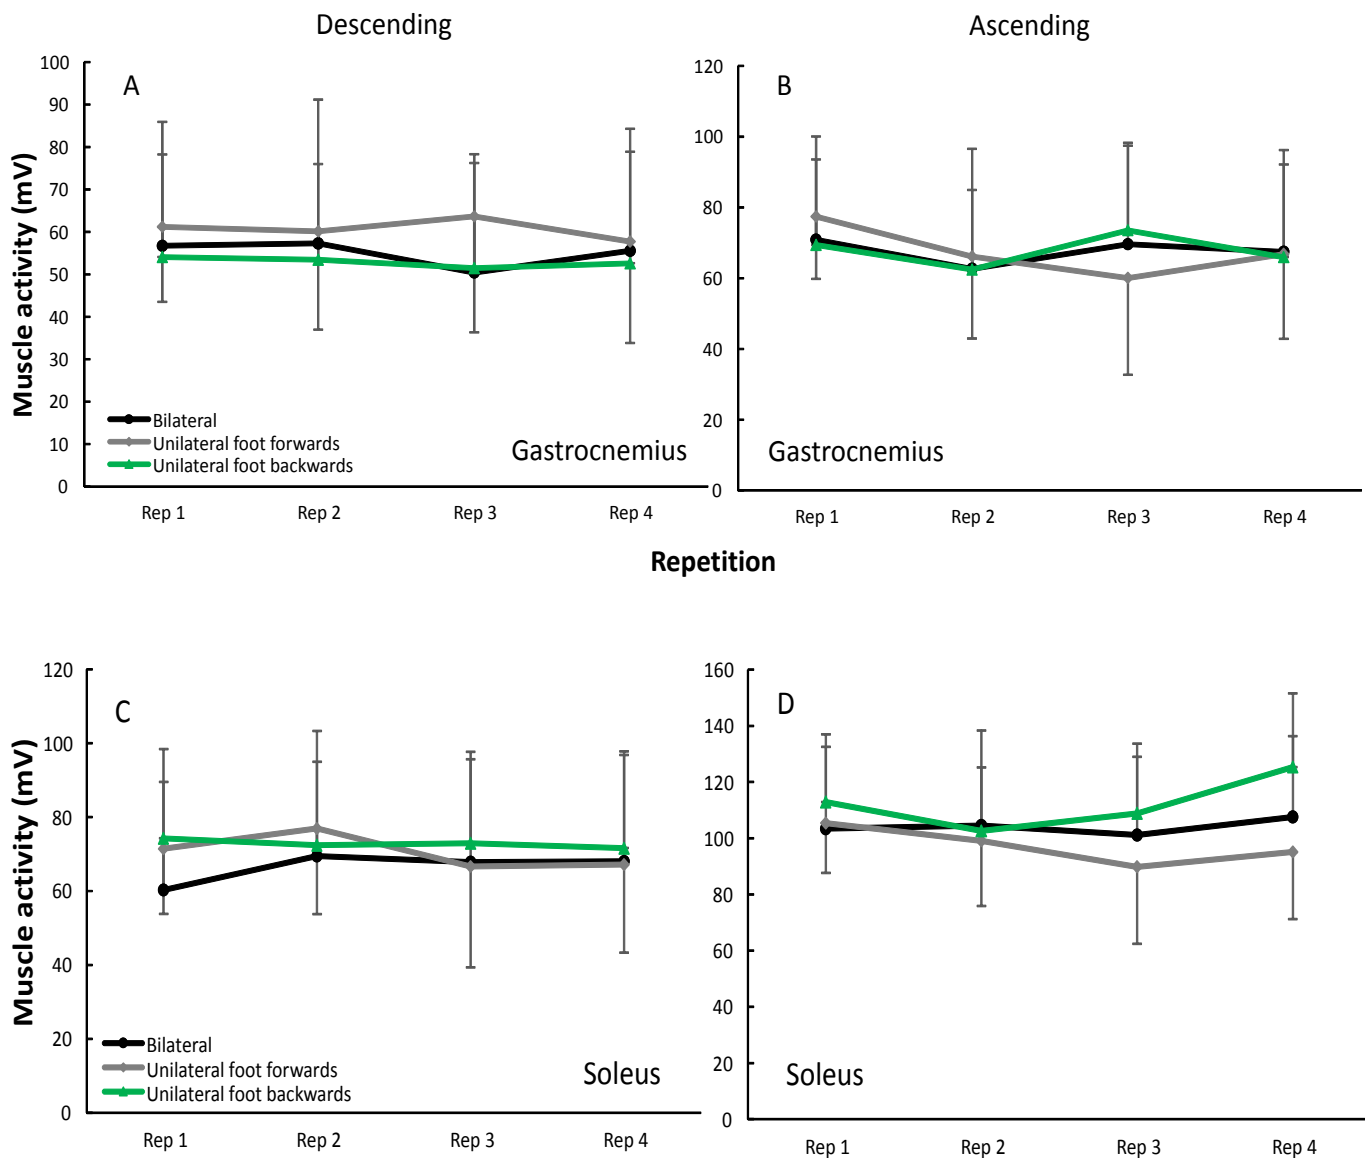 Descending
Ascending
A
B
Muscle activity (mV)
100
90
80
70
60
50
40
30
20
10
0
Bilateral
Unilateral foot forwards
Unilateral foot backwards
Gastrocnemius
Rep 1 Rep 2 Rep 3 Rep 4
120
100
80
60
40
20
0
Gastrocnemius
Rep 1 Rep 2 Rep 3 Rep 4
Repetition
C
D
Muscle activity (mV)
120
100
80
60
40
20
0
Bilateral
Unilateral foot forwards
Unilateral foot backwards
Soleus
Rep 1 Rep 2 Rep 3 Rep 4
160
140
120
100
80
60
40
20
0
Soleus
Rep 1 Rep 2 Rep 3 Rep 4